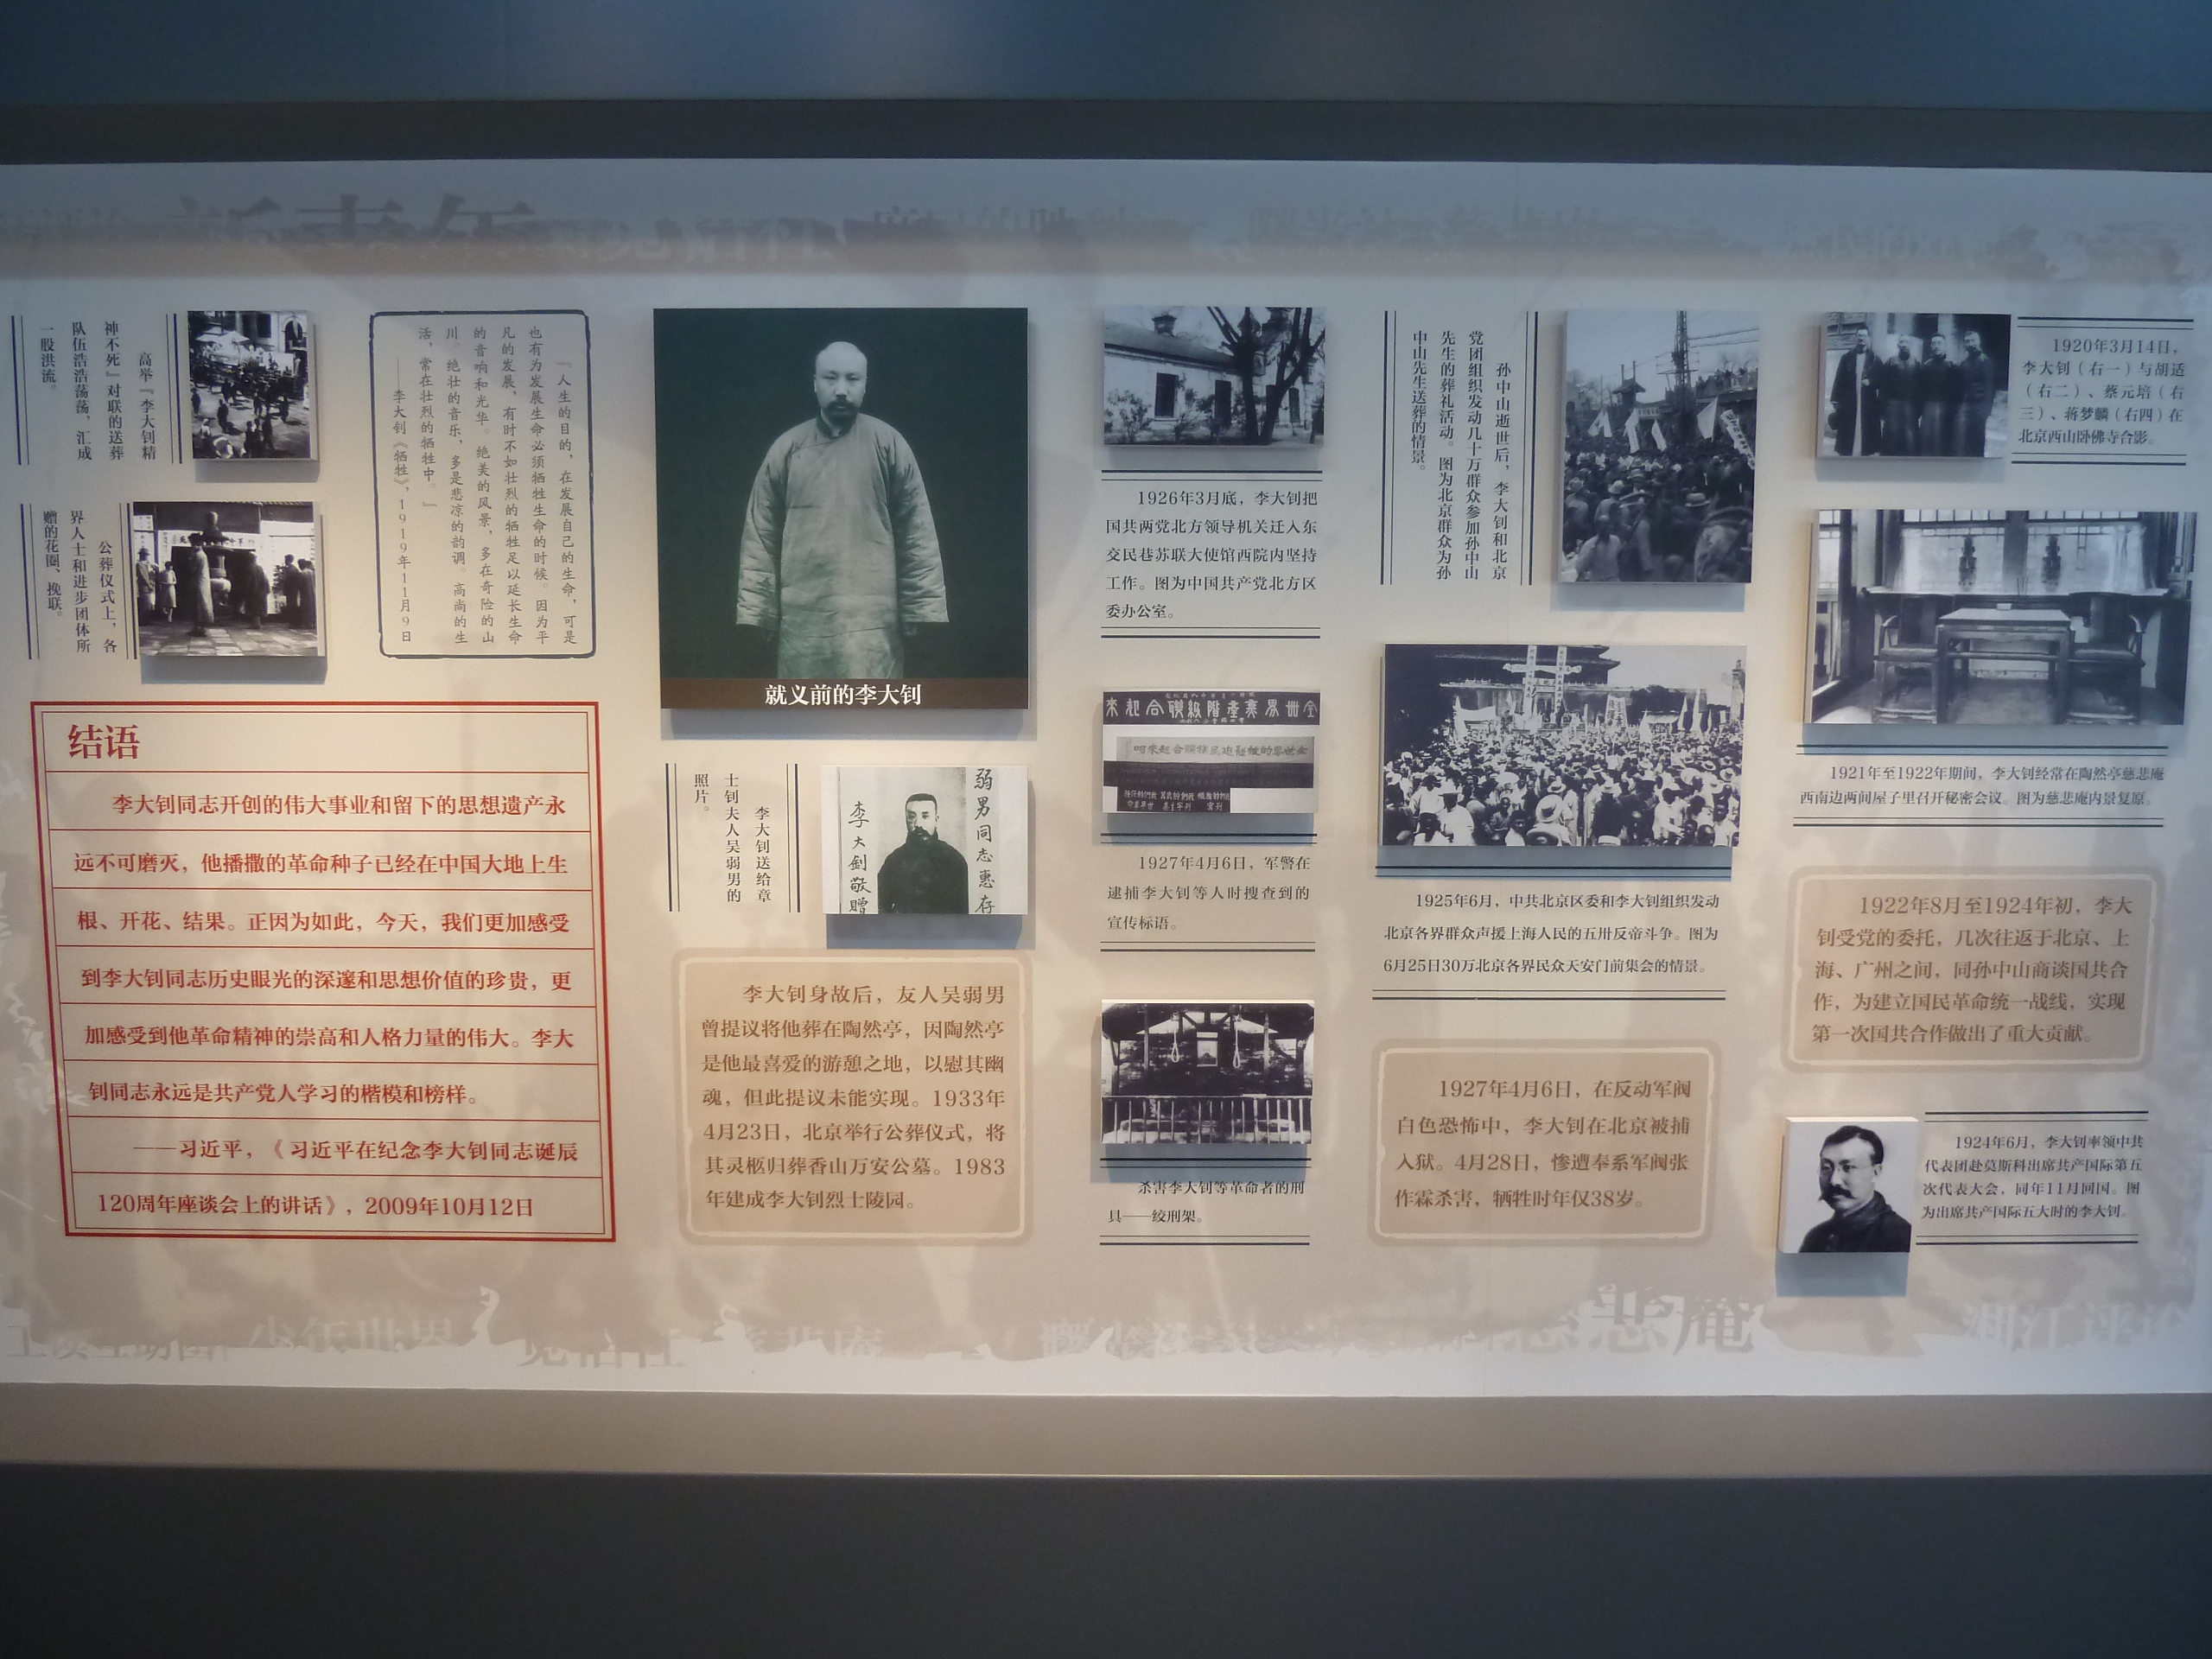 新青年
高举『李大钊精
神不死』对联的送葬
队伍浩浩荡荡，汇成
一股洪流。
公葬仪式上，各
界人士和进步团体所
赠的花圈、挽联。
『人生的目的，在发展自己的生命，可是
也有为发展生命必须牺牲生命的时候。因为平
凡的发展，有时不如壮烈的牺牲足以延长生命
的音响和光华。绝美的风景，多在奇险的山
川。绝壮的音乐，多是悲凉的韵调。高尚的生
活，常在壮烈的牺牲中。』
——李大钊《牺牲》，1919年11月9日
结语
李大钊同志开创的伟大事业和留下的思想遗产永
远不可磨灭，他播撒的革命种子已经在中国大地上生
根、开花、结果。正因为如此，今天，我们更加感受
到李大钊同志历史眼光的深邃和思想价值的珍贵，更
加感受到他革命精神的崇高和人格力量的伟大。李大
钊同志永远是共产党人学习的楷模和榜样。
——习近平，《习近平在纪念李大钊同志诞辰
120周年座谈会上的讲话》，2009年10月12日
就义前的李大钊
李大钊送给章
士钊夫人吴弱男的
照片。
弱男同志惠存
李大钊敬赠
李大钊身故后，友人吴弱男
曾提议将他葬在陶然亭，因陶然亭
是他最喜爱的游憩之地，以慰其幽
魂，但此提议未能实现。1933年
4月23日，北京举行公葬仪式，将
其灵柩归葬香山万安公墓。1983
年建成李大钊烈士陵园。
1926年3月底，李大钊把
国共两党北方领导机关迁入东
交民巷苏联大使馆西院内坚持
工作。图为中国共产党北方区
委办公室。
全世界无产阶级联合起来
1927年4月6日，军警在
逮捕李大钊等人时搜查到的
宣传标语。
杀害李大钊等革命者的刑
具——绞刑架。
孙中山逝世后，李大钊和北京
党团组织发动几十万群众参加孙中山
先生的葬礼活动。图为北京群众为孙
中山先生送葬的情景。
1925年6月，中共北京区委和李大钊组织发动
北京各界群众声援上海人民的五卅反帝斗争。图为
6月25日30万北京各界民众天安门前集会的情景。
1927年4月6日，在反动军阀
白色恐怖中，李大钊在北京被捕
入狱。4月28日，惨遭奉系军阀张
作霖杀害，牺牲时年仅38岁。
1920年3月14日，
李大钊（右一）与胡适
（右二）、蔡元培（右
三）、蒋梦麟（右四）在
北京西山卧佛寺合影。
1921年至1922年期间，李大钊经常在陶然亭慈悲庵
西南边两间屋子里召开秘密会议。图为慈悲庵内景复原。
1922年8月至1924年初，李大
钊受党的委托，几次往返于北京、上
海、广州之间，同孙中山商谈国共合
作，为建立国民革命统一战线，实现
第一次国共合作做出了重大贡献。
1924年6月，李大钊率领中共
代表团赴莫斯科出席共产国际第五
次代表大会，同年11月回国。图
为出席共产国际五大时的李大钊。
少年世界
悲庵
湘江评论